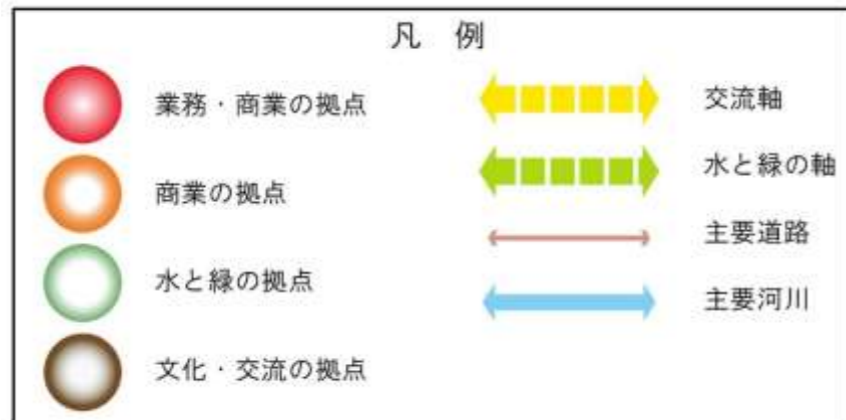 凡 例
業務・商業の拠点
商業の拠点
水と緑の拠点
文化・交流の拠点
交流軸
水と緑の軸
主要道路
主要河川